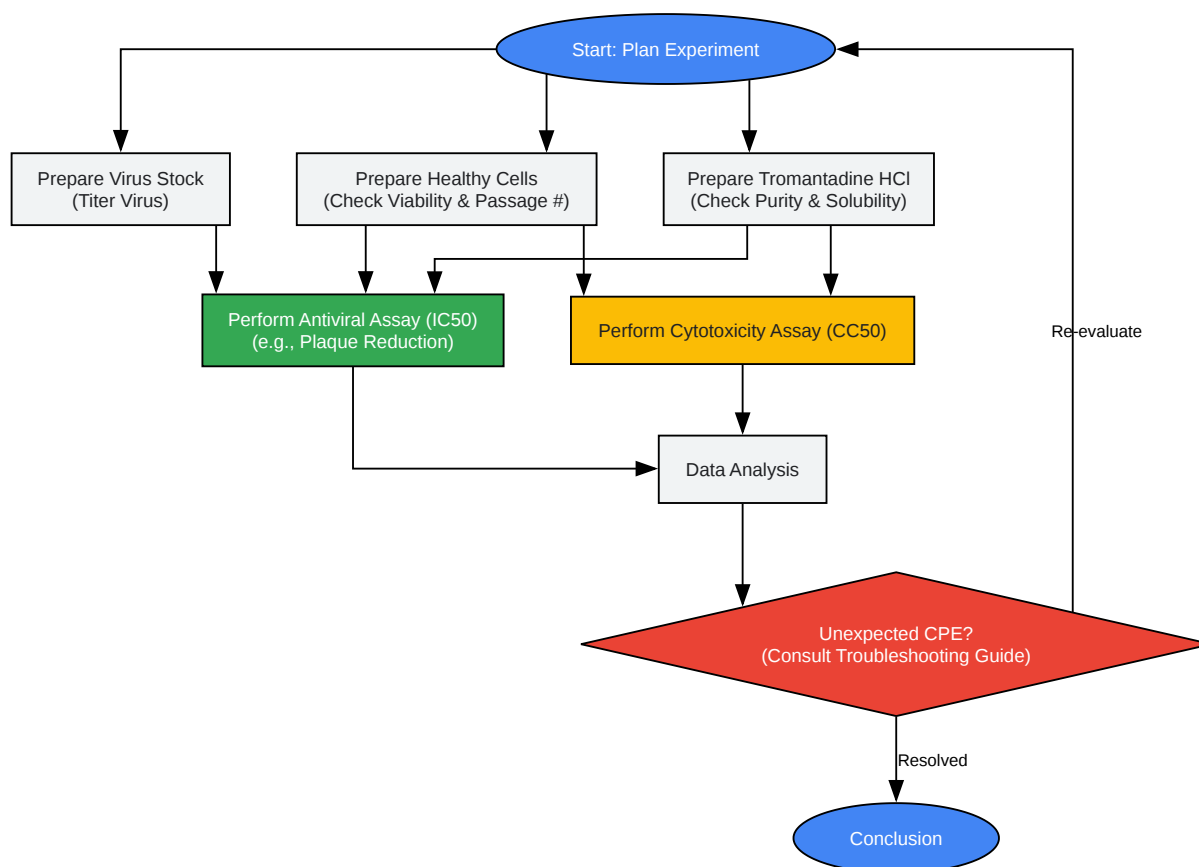 Start: Plan Experiment
Prepare Virus Stock
(Titer Virus)
Prepare Healthy Cells
(Check Viability & Passage #)
Prepare Tromantadine HCl
(Check Purity & Solubility)
Perform Antiviral Assay (IC50)
(e.g., Plaque Reduction)
Perform Cytotoxicity Assay (CC50)
Re-evaluate
Data Analysis
Unexpected CPE?
(Consult Troubleshooting Guide)
Resolved
Conclusion